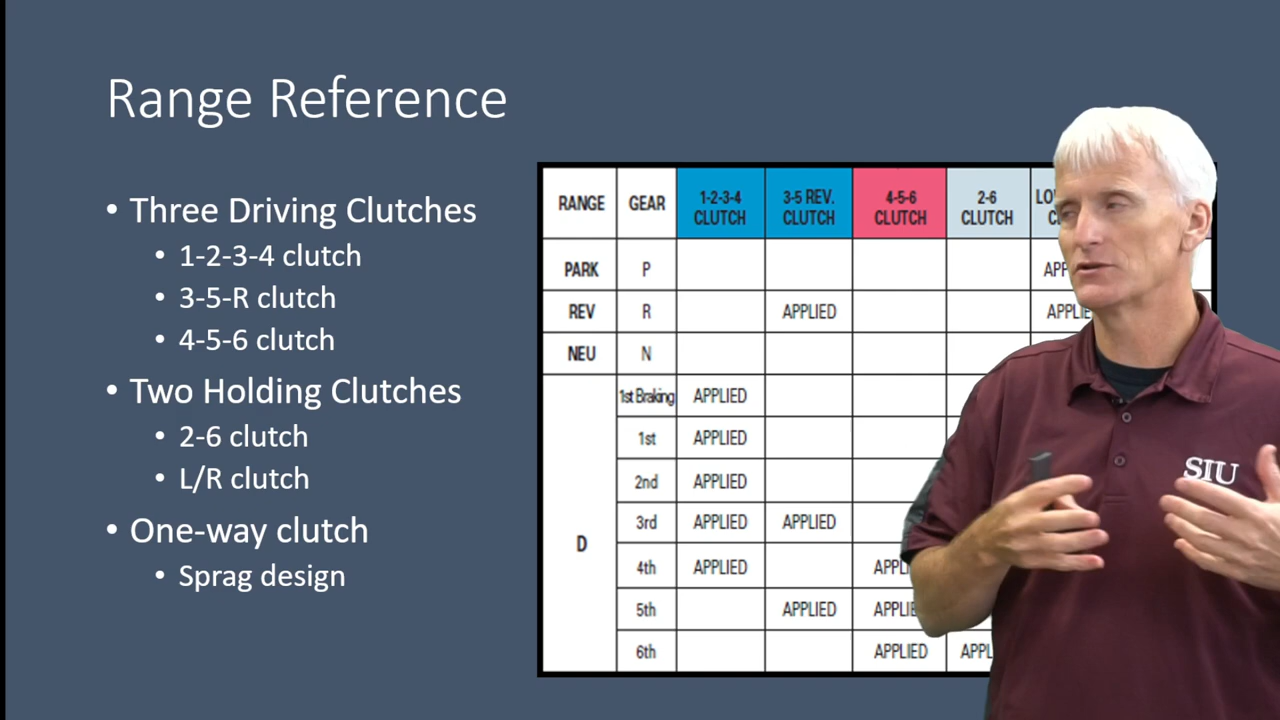 Range Reference
• Three Driving Clutches
• 1-2-3-4 clutch
• 3-5-R clutch
• 4-5-6 clutch
• Two Holding Clutches
• 2-6 clutch
• L/R clutch
• One-way clutch
• Sprag design
RANGE GEAR 1-2-3-4 CLUTCH 3-5 REV. CLUTCH 4-5-6 CLUTCH 2-6 CLUTCH
PARK P
REV R APPLIED
NEU N
D
1st Braking APPLIED
1st APPLIED
2nd APPLIED
3rd APPLIED APPLIED
4th APPLIED
5th APPLIED
6th APPLIED
SIU